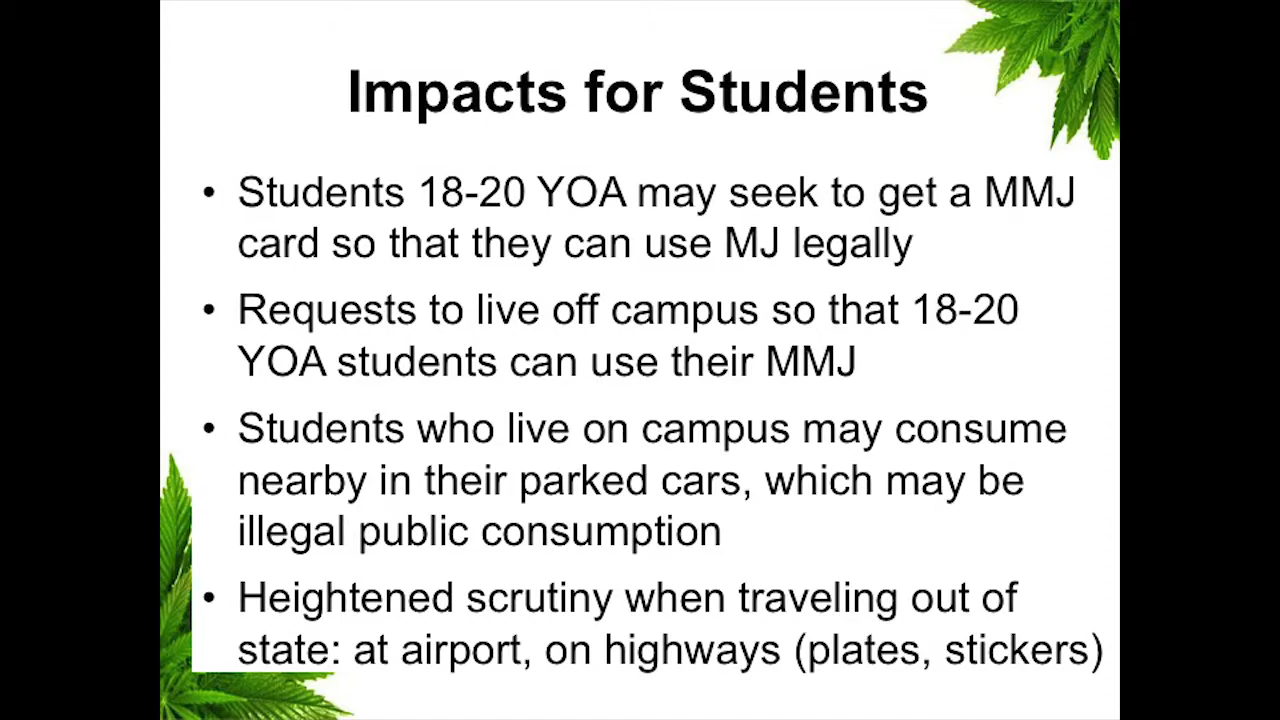 Impacts for Students
• Students 18-20 YOA may seek to get a MMJ
card so that they can use MJ legally
• Requests to live off campus so that 18-20
YOA students can use their MMJ
• Students who live on campus may consume
nearby in their parked cars, which may be
illegal public consumption
• Heightened scrutiny when traveling out of
state: at airport, on highways (plates, stickers)